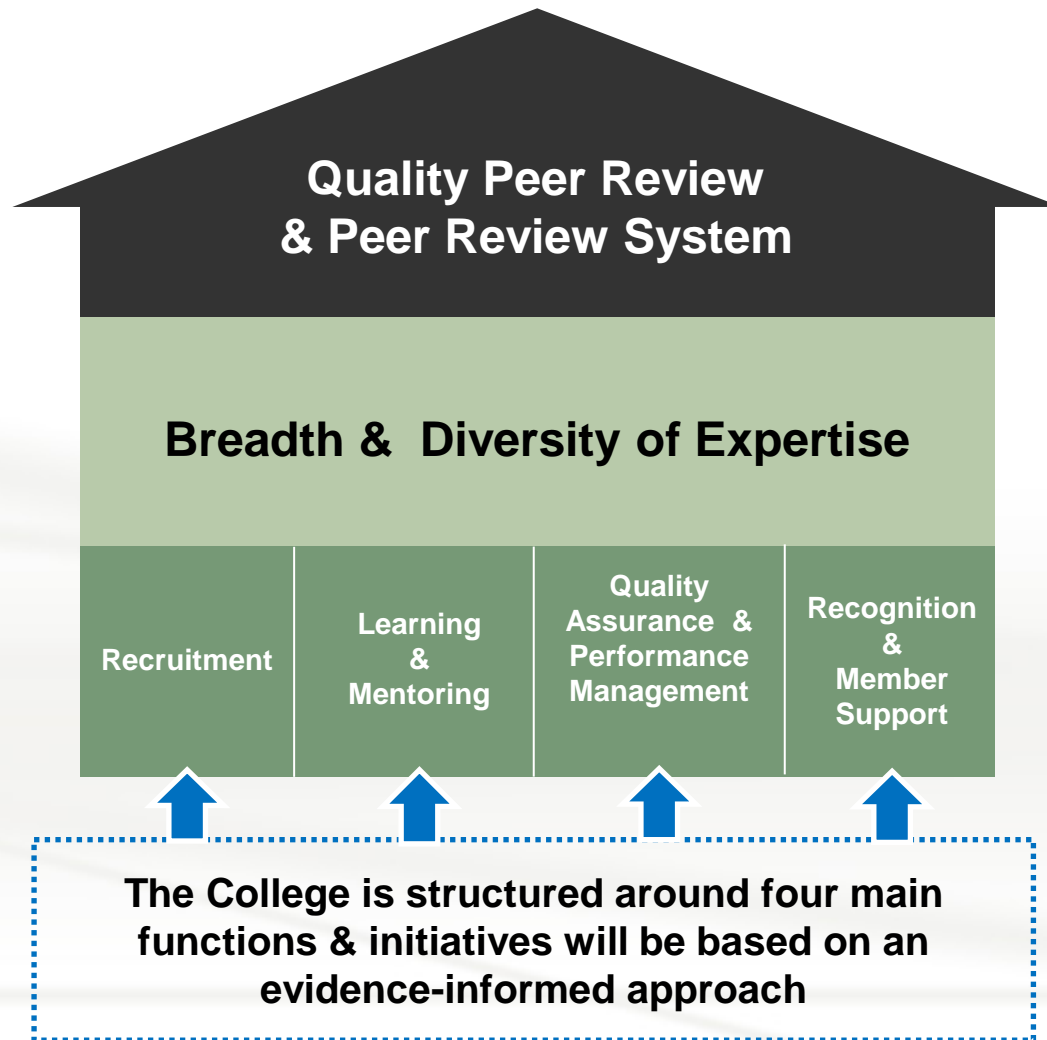 Quality Peer Review
& Peer Review System
Breadth & Diversity of Expertise
Recruitment
Learning
&
Mentoring
Quality
Assurance &
Performance
Management
Recognition
&
Member
Support
The College is structured around four main
functions & initiatives will be based on an
evidence-informed approach